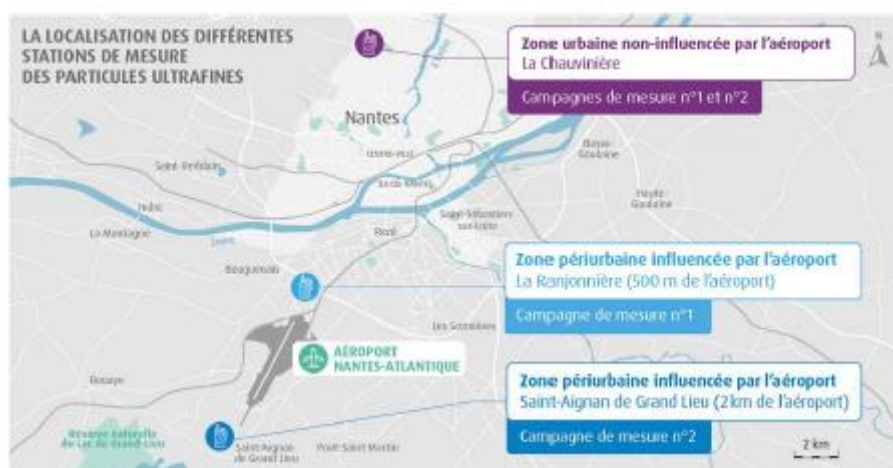 LA LOCALISATION DES DIFFÉRENTES
STATIONS DE MESURE
DES PARTICULES ULTRAFINES
Zone urbaine non-influencée par l'aéroport
La Chauvinière
Campagnes de mesure n°1 et n°2
N
Nantes
CENTRE-VILLE
Saint-Herblain
Basse-
Goulaine
Indre
La Montagne
Loire
Rezé
Saint-Sébastien-
sur-Loire
Haute-
Goulaine
Bouguenais
Zone périurbaine influencée par l'aéroport
La Ranjonnière (500 m de l'aéroport)
Campagne de mesure n°1
Les Sorinières
AÉROPORT
NANTES-ATLANTIQUE
Bouaye
Zone périurbaine influencée par l'aéroport
Saint-Aignan de Grand Lieu (2 km de l'aéroport)
Campagne de mesure n°2
Réserve naturelle
du Lac de Grand-Lieu
Saint-Aignan
de Grand Lieu
Pont Saint Martin
2 km